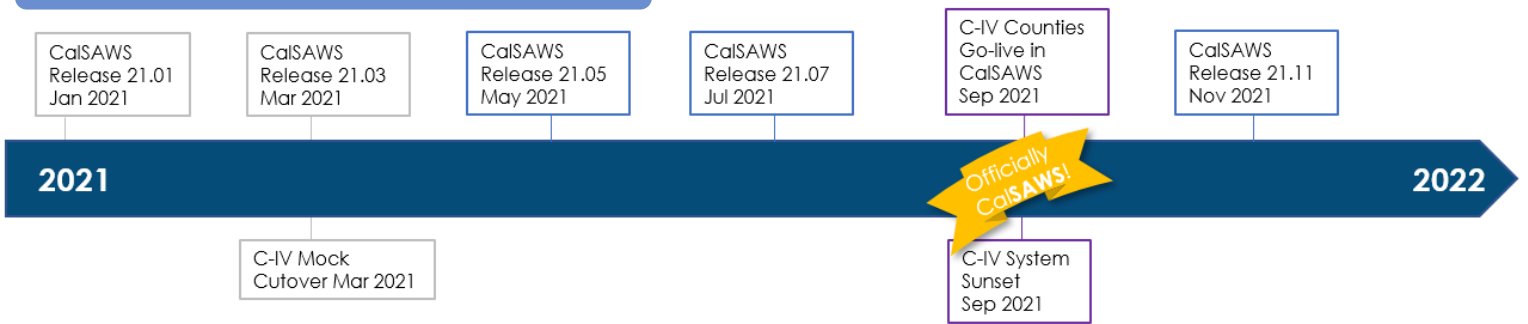 CalSAWS
Release 21.01
Jan 2021
CalSAWS
Release 21.03
Mar 2021
CalSAWS
Release 21.05
May 2021
CalSAWS
Release 21.07
Jul 2021
C-IV Counties
Go-live in
CalSAWS
Sep 2021
CalSAWS
Release 21.11
Nov 2021
2021
Officially
CalSAWS!
2022
C-IV Mock
Cutover Mar 2021
C-IV System
Sunset
Sep 2021